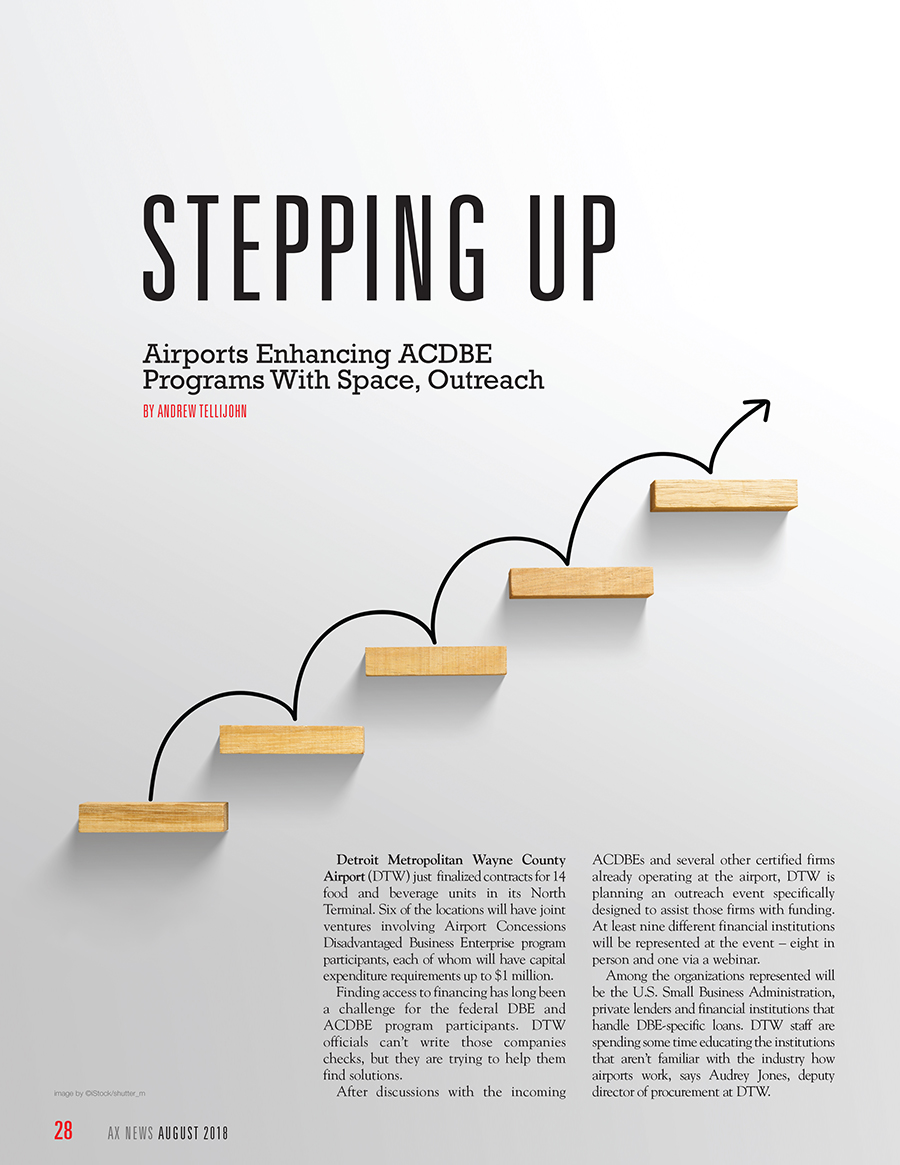 STEPPING UP
Airports Enhancing ACDBE
Programs With Space, Outreach
BY ANDREW TELLIJOHN
Detroit Metropolitan Wayne County
Airport (DTW) just finalized contracts for 14
food and beverage units in its North
Terminal. Six of the locations will have joint
ventures involving Airport Concessions
Disadvantaged Business Enterprise program
participants, each of whom will have capital
expenditure requirements up to $1 million.
Finding access to financing has long been
a challenge for the federal DBE and
ACDBE program participants. DTW
officials can’t write those companies
checks, but they are trying to help them
find solutions.
After discussions with the incoming
ACDBEs and several other certified firms
already operating at the airport, DTW is
planning an outreach event specifically
designed to assist those firms with funding.
At least nine different financial institutions
will be represented at the event – eight in
person and one via a webinar.
Among the organizations represented will
be the U.S. Small Business Administration,
private lenders and financial institutions that
handle DBE-specific loans. DTW staff are
spending some time educating the institutions
that aren’t familiar with the industry how
airports work, says Audrey Jones, deputy
director of procurement at DTW.
image by ©iStock/shutter_m
28 AX NEWS AUGUST 2018